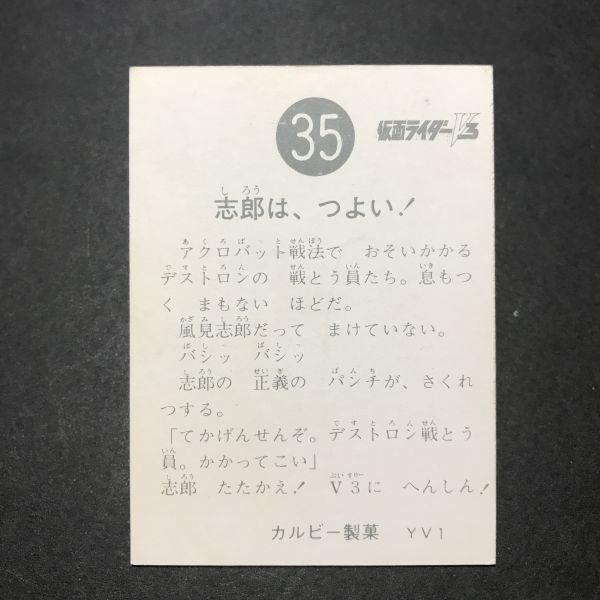 35
仮面ライダーV3
志郎は、つよい！
アクロバット戦法で おそいかかる
デストロンの 戦とう員たち。息もつ
く まもない ほどだ。
風見志郎だって まけていない。
バシッ バシッ
志郎の 正義の パンチが、さくれ
つする。
「てかげんせんぞ。デストロン戦とう
員。かかってこい」
志郎 たたかえ！ V3に へんしん！
カルビー製菓 YV1